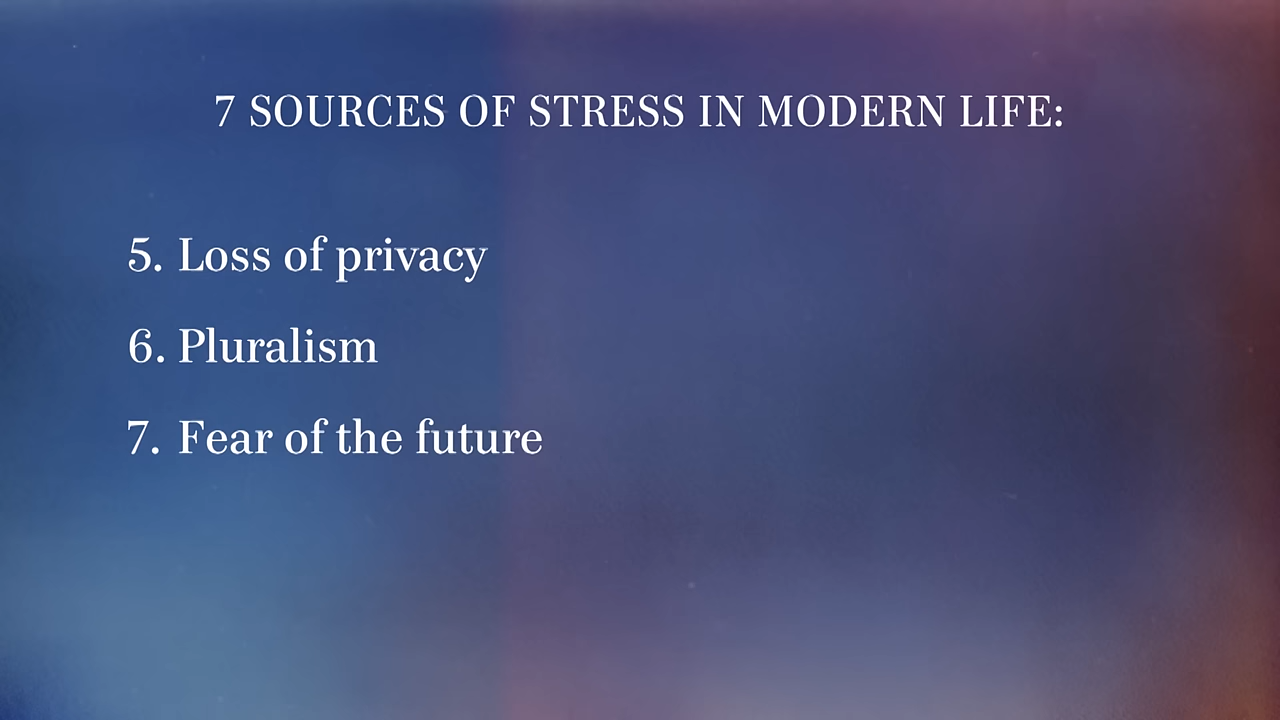 7 SOURCES OF STRESS IN MODERN LIFE:
5. Loss of privacy
6. Pluralism
7. Fear of the future